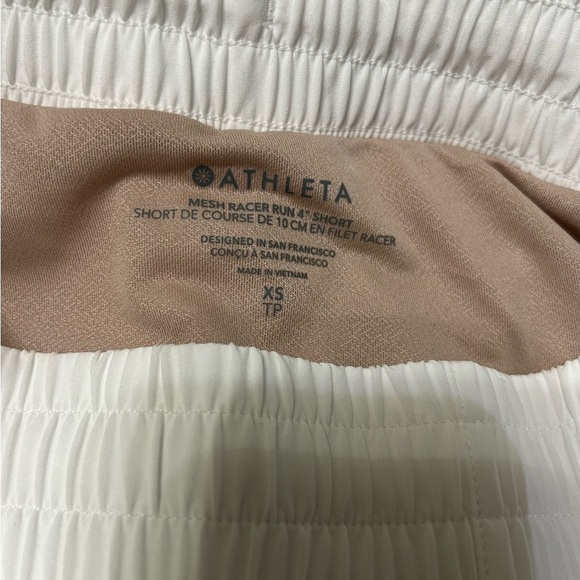 ATHLETA
MESH RACER RUN 4" SHORT
SHORT DE COURSE DE 10 CM EN FILET RACER
DESIGNED IN SAN FRANCISCO
CONÇU À SAN FRANCISCO
MADE IN VIETNAM
XS
TP